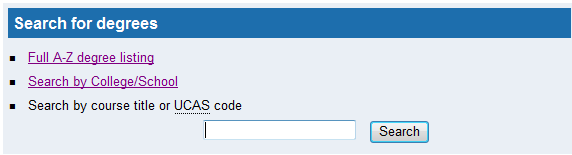 Search for degrees
Full A-Z degree listing
Search by College/School
Search by course title or UCAS code
Search